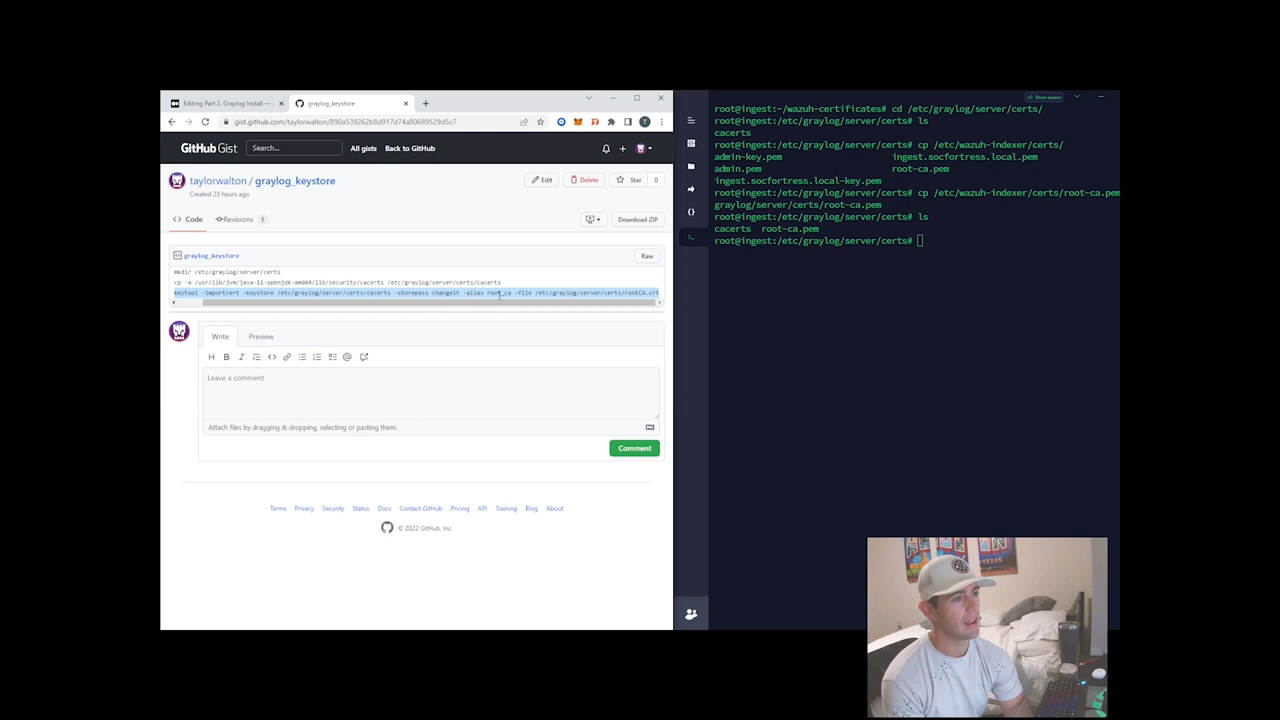 Editing Part 2. Graylog Install —
graylog_keystore
gist.github.com/taylorwalton/890a539262b8d917d74a80689529d5c7
GitHub Gist
Search...
All gists
Back to GitHub
taylorwalton / graylog_keystore
Created 23 hours ago
Edit
Delete
Star
0
Code
Revisions
1
Download ZIP
graylog_keystore
Raw
mkdir /etc/graylog/server/certs
cp -a /usr/lib/jvm/java-11-openjdk-amd64/lib/security/cacerts /etc/graylog/server/certs/cacerts
keytool -importcert -keystore /etc/graylog/server/certs/cacerts -storepass changeit -alias root_ca -file /etc/graylog/server/certs/rootCA.crt
Write
Preview
Leave a comment
Attach files by dragging & dropping, selecting or pasting them.
Comment
Terms Privacy Security Status Docs Contact GitHub Pricing API Training Blog About
© 2022 GitHub, Inc.
Share session
root@ingest:~/wazuh-certificates# cd /etc/graylog/server/certs/
root@ingest:/etc/graylog/server/certs# ls
cacerts
root@ingest:/etc/graylog/server/certs# cp /etc/wazuh-indexer/certs/
admin-key.pem ingest.socfortress.local.pem
admin.pem root-ca.pem
ingest.socfortress.local-key.pem
root@ingest:/etc/graylog/server/certs# cp /etc/wazuh-indexer/certs/root-ca.pem
graylog/server/certs/root-ca.pem
root@ingest:/etc/graylog/server/certs# ls
cacerts root-ca.pem
root@ingest:/etc/graylog/server/certs#